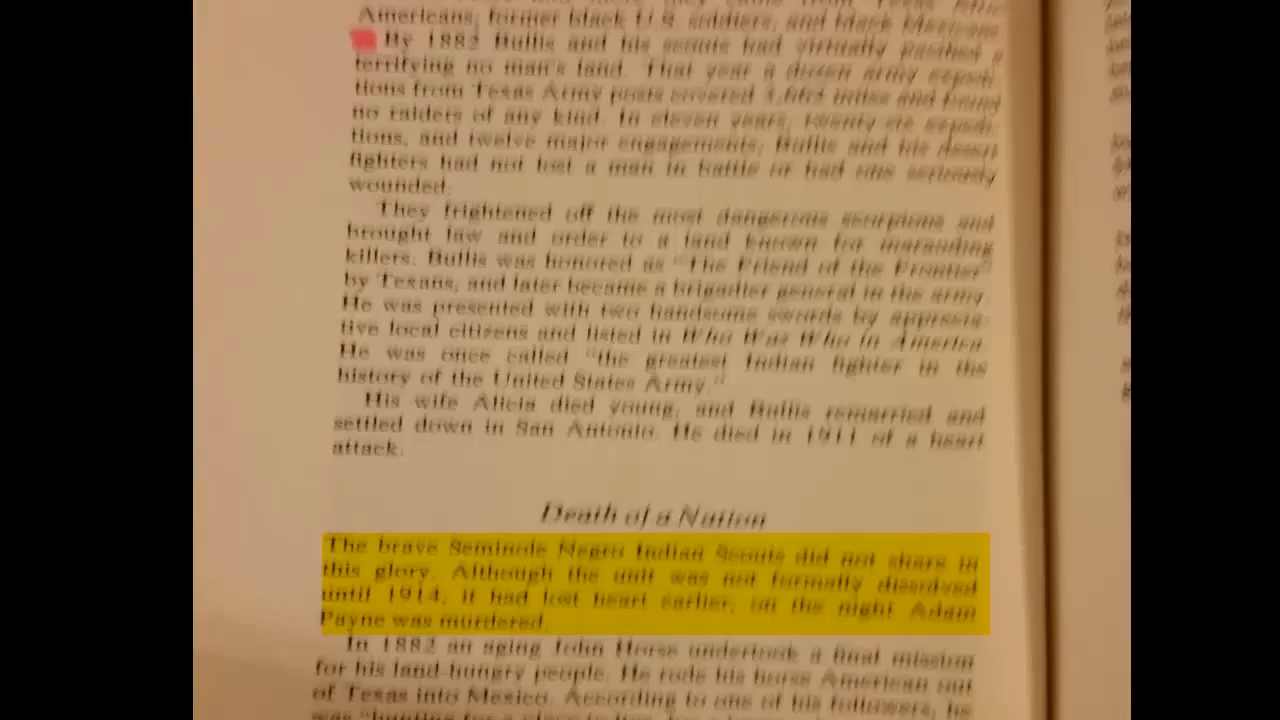 Americans, former black U.S. soldiers, and black Mexicans.
By 1882 Bullis and his scouts had virtually pacified a
terrifying no man's land. That year a dozen army expedi-
tions from Texas Army posts covered 3,662 miles and found
no raiders of any kind. In eleven years, twenty-six expedi-
tions, and twelve major engagements, Bullis and his desert
fighters had not lost a man in battle or had one seriously
wounded.
They frightened off the most dangerous scorpions and
brought law and order to a land known for marauding
killers. Bullis was honored as "The Friend of the Frontier"
by Texans, and later became a brigadier general in the army.
He was presented with two handsome swords by apprecia-
tive local citizens and listed in Who Was Who in America.
He was once called "the greatest Indian fighter in the
history of the United States Army."
His wife Alicia died young, and Bullis remarried and
settled down in San Antonio. He died in 1911 of a heart
attack.
Death of a Nation
The brave Seminole Negro Indian Scouts did not share in
this glory. Although the unit was not formally dissolved
until 1914, it had lost heart earlier, on the night Adam
Payne was murdered.
In 1882 an aging John Horse undertook a final mission
for his land-hungry people. He rode his horse American out
of Texas into Mexico. According to one of his followers, he